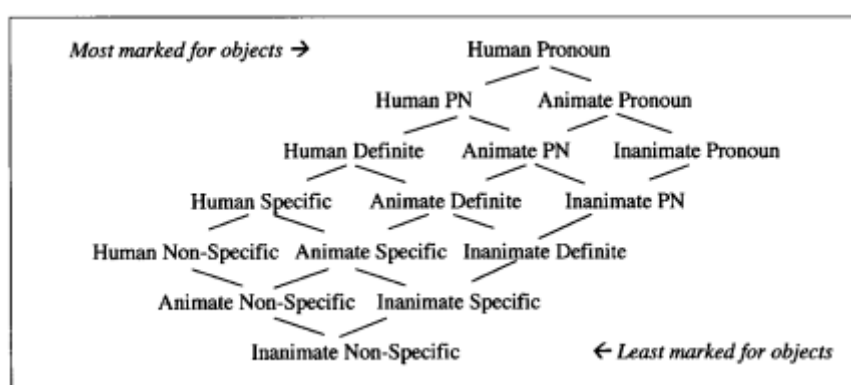 Most marked for objects → Human Pronoun
Human PN Animate Pronoun
Human Definite Animate PN Inanimate Pronoun
Human Specific Animate Definite Inanimate PN
Human Non-Specific Animate Specific Inanimate Definite
Animate Non-Specific Inanimate Specific
Inanimate Non-Specific ← Least marked for objects